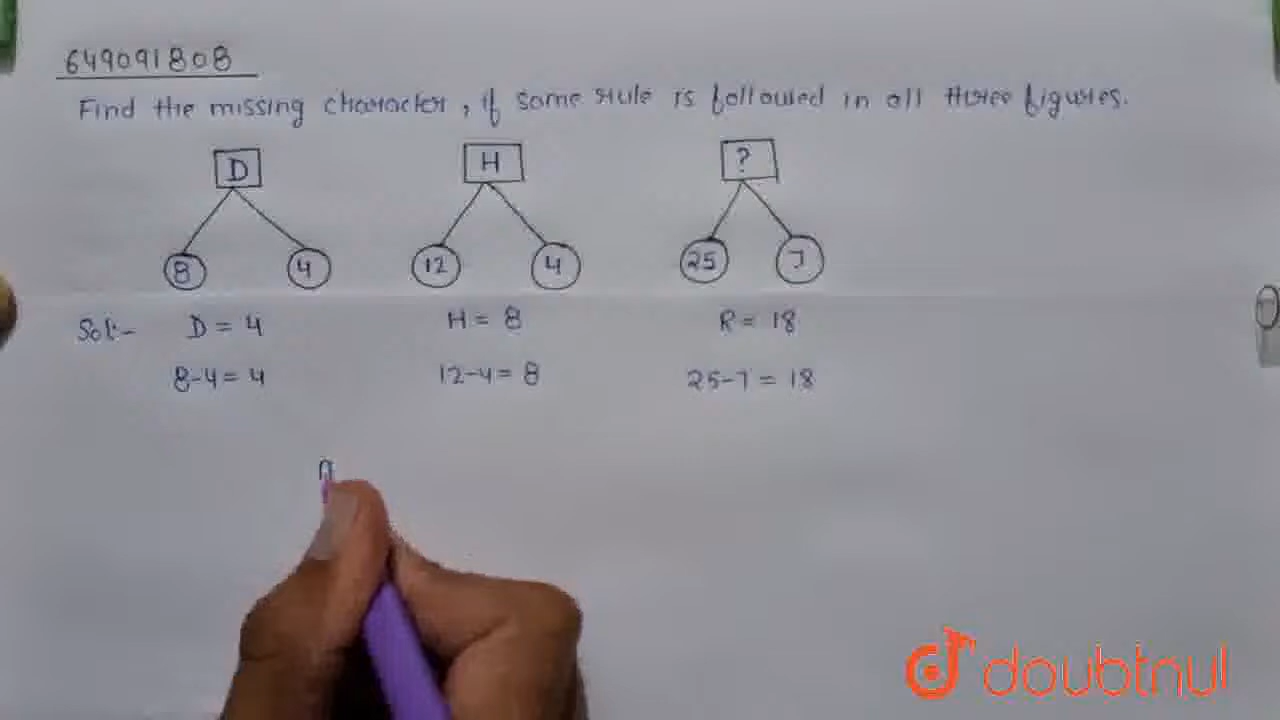 649091808
Find the missing character, if same rule is followed in all three figures.
D H ?
8 4 12 4 25 7
Sol:- D = 4 H = 8 R = 18
8-4 = 4 12-4 = 8 25-7 = 18
doubtnut